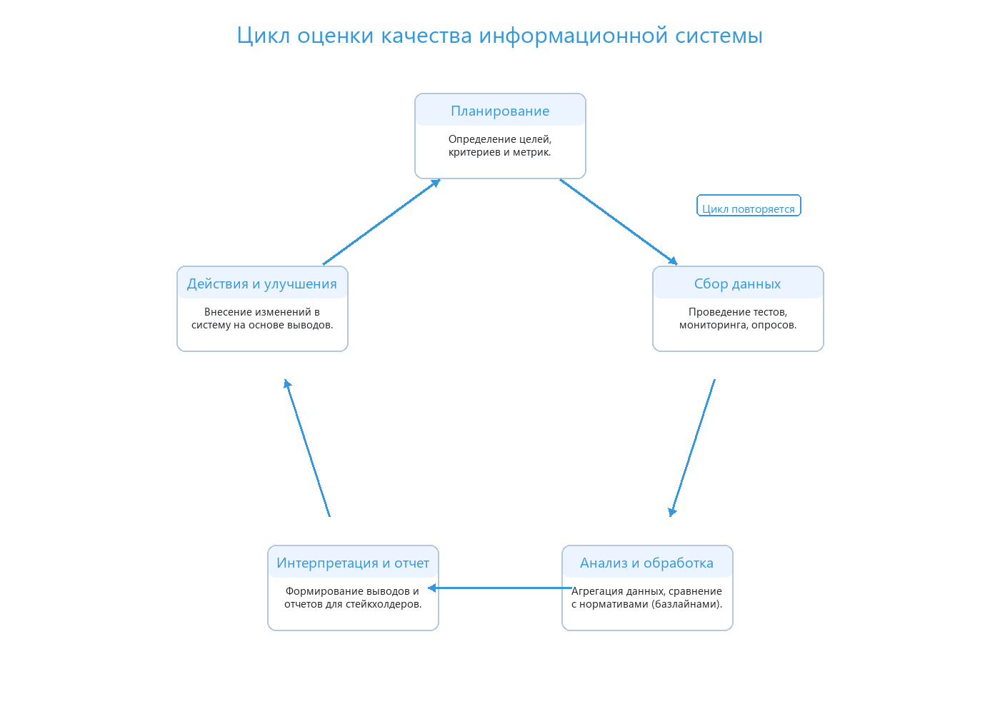 Цикл оценки качества информационной системы
Планирование
Определение целей,
критериев и метрик.
Цикл повторяется
Действия и улучшения
Внесение изменений в
систему на основе выводов.
Сбор данных
Проведение тестов,
мониторинга, опросов.
Интерпретация и отчет
Формирование выводов и
отчетов для стейкхолдеров.
Анализ и обработка
Агрегация данных, сравнение
с нормативами (базлайнами).